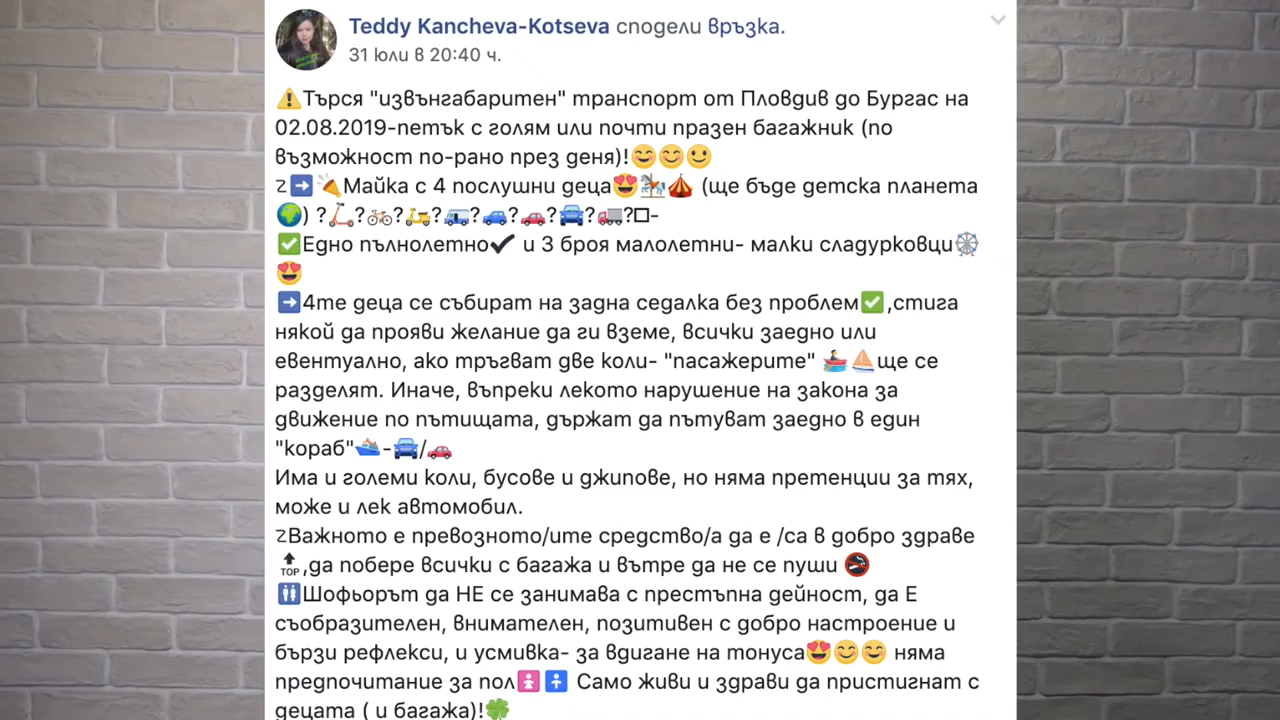 Teddy Kancheva-Kotseva сподели връзка.
31 юли в 20:40 ч.
⚠️Търся "извънгабаритен" транспорт от Пловдив до Бургас на
02.08.2019-петък с голям или почти празен багажник (по
възможност по-рано през деня)!😊😊🙂
z➡️Майка с 4 послушни деца😍🎠🎪 (ще бъде детска планета
🌍) ?🛴?🚲?🛵?🚐?🚙?🚗?🚘?🚛?□-
✅Едно пълнолетно✔️ и 3 броя малолетни- малки сладурковци🎡
😍
➡️4те деца се събират на задна седалка без проблем✅,стига
някой да прояви желание да ги вземе, всички заедно или
евентуално, ако тръгват две коли- "пасажерите" 🚣⛵ще се
разделят. Иначе, въпреки лекото нарушение на закона за
движение по пътищата, държат да пътуват заедно в един
"кораб"🛳️-🚘/🚗
Има и големи коли, бусове и джипове, но няма претенции за тях,
може и лек автомобил.
zВажното е превозното/ите средство/а да е /са в добро здраве
🔝,да побере всички с багажа и вътре да не се пуши 🚭
🚻Шофьорът да НЕ се занимава с престъпна дейност, да Е
съобразителен, внимателен, позитивен с добро настроение и
бързи рефлекси, и усмивка- за вдигане на тонуса😍😊😊 няма
предпочитание за пол🚺🚹 Само живи и здрави да пристигнат с
децата ( и багажа)!🍀